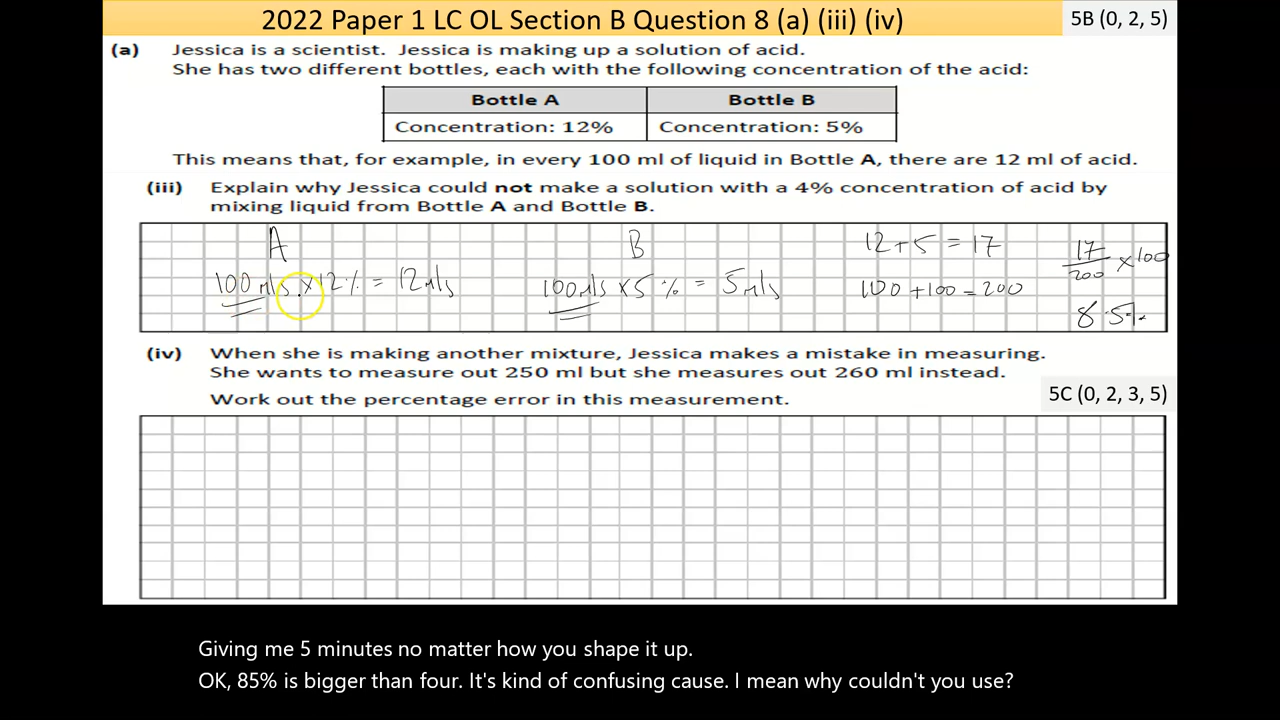 2022 Paper 1 LC OL Section B Question 8 (a) (iii) (iv)
5B (0, 2, 5)
(a) Jessica is a scientist. Jessica is making up a solution of acid.
She has two different bottles, each with the following concentration of the acid:
Bottle A Bottle B
Concentration: 12% Concentration: 5%
This means that, for example, in every 100 ml of liquid in Bottle A, there are 12 ml of acid.
(iii) Explain why Jessica could not make a solution with a 4% concentration of acid by
mixing liquid from Bottle A and Bottle B.
A B 12+5 = 17 17/200 x 100
100 mls x 12% = 12mls 100mls x 5% = 5mls 100 +100 = 200
8.5%
(iv) When she is making another mixture, Jessica makes a mistake in measuring.
She wants to measure out 250 ml but she measures out 260 ml instead.
Work out the percentage error in this measurement.
5C (0, 2, 3, 5)
Giving me 5 minutes no matter how you shape it up.
OK, 85% is bigger than four. It's kind of confusing cause. I mean why couldn't you use?